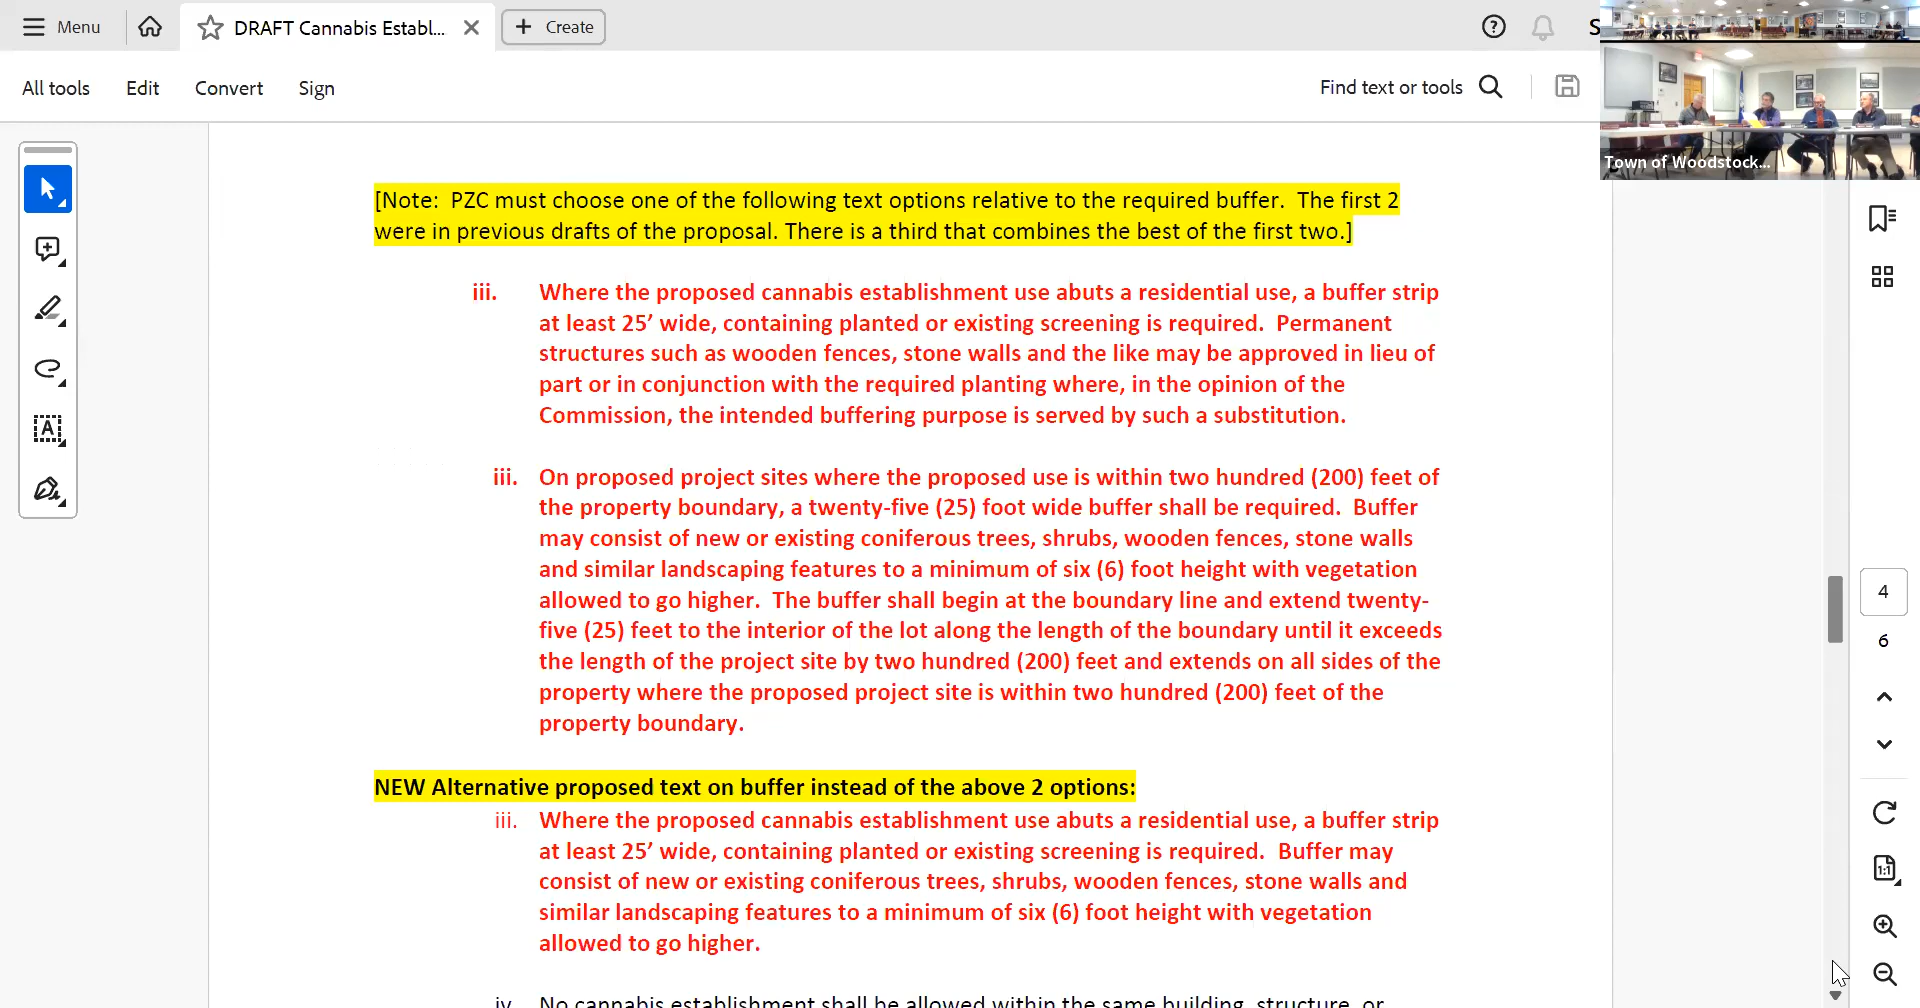 Menu
DRAFT Cannabis Establ...
Create
S
All tools
Edit
Convert
Sign
Find text or tools
Town of Woodstock...
[Note:  PZC must choose one of the following text options relative to the required buffer.  The first 2
were in previous drafts of the proposal. There is a third that combines the best of the first two.]
iii. Where the proposed cannabis establishment use abuts a residential use, a buffer strip
at least 25’ wide, containing planted or existing screening is required.  Permanent
structures such as wooden fences, stone walls and the like may be approved in lieu of
part or in conjunction with the required planting where, in the opinion of the
Commission, the intended buffering purpose is served by such a substitution.
iii. On proposed project sites where the proposed use is within two hundred (200) feet of
the property boundary, a twenty-five (25) foot wide buffer shall be required.  Buffer
may consist of new or existing coniferous trees, shrubs, wooden fences, stone walls
and similar landscaping features to a minimum of six (6) foot height with vegetation
allowed to go higher.  The buffer shall begin at the boundary line and extend twenty-
five (25) feet to the interior of the lot along the length of the boundary until it exceeds
the length of the project site by two hundred (200) feet and extends on all sides of the
property where the proposed project site is within two hundred (200) feet of the
property boundary.
NEW Alternative proposed text on buffer instead of the above 2 options:
iii. Where the proposed cannabis establishment use abuts a residential use, a buffer strip
at least 25’ wide, containing planted or existing screening is required.  Buffer may
consist of new or existing coniferous trees, shrubs, wooden fences, stone walls and
similar landscaping features to a minimum of six (6) foot height with vegetation
allowed to go higher.
iv. No cannabis establishment shall be allowed within the same building, structure, or
4
6
1:1